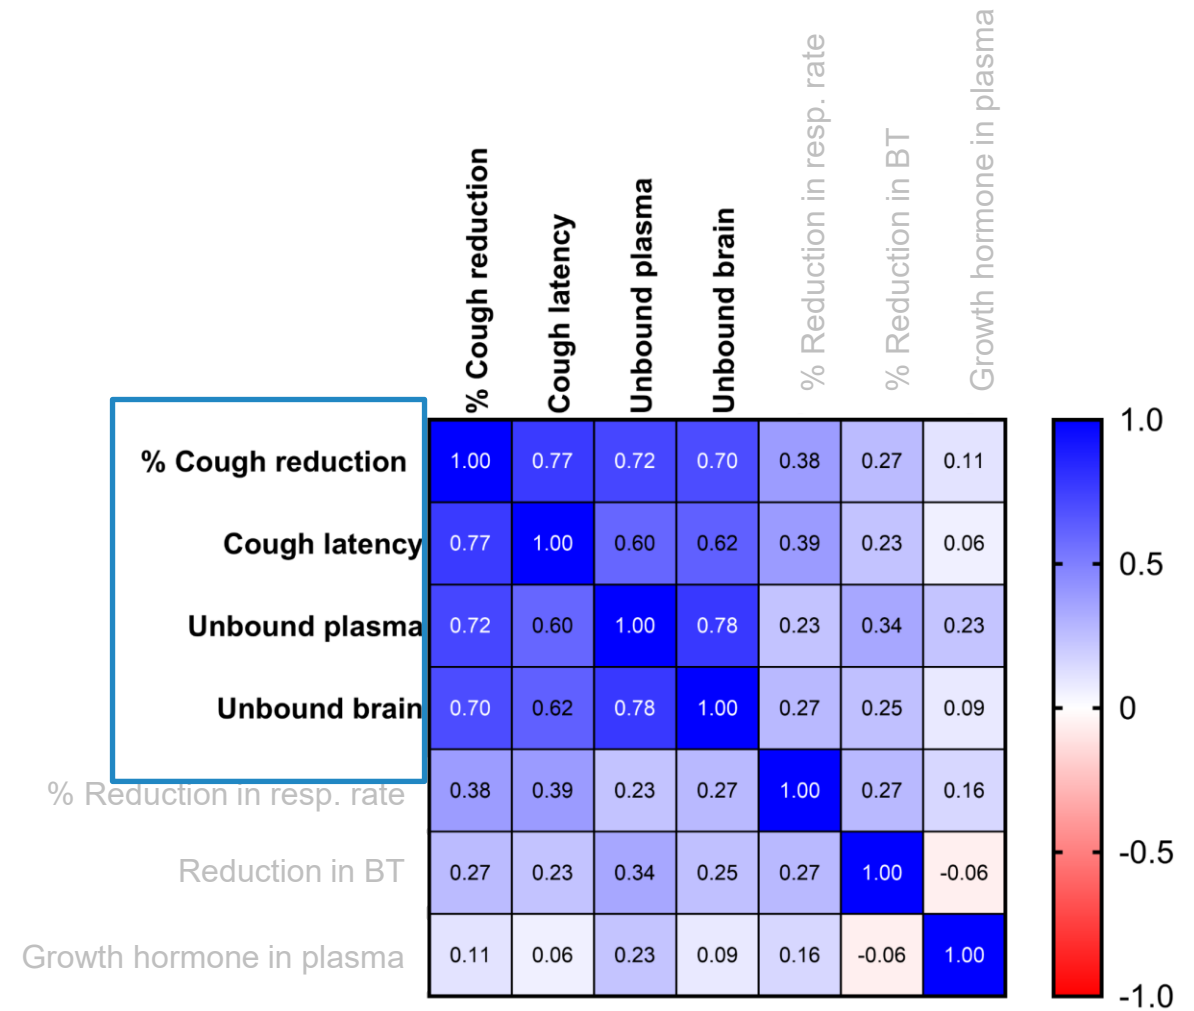 % Cough reduction
Cough latency
Unbound plasma
Unbound brain
% Reduction in resp. rate
% Reduction in BT
Growth hormone in plasma
% Cough reduction 1.00 0.77 0.72 0.70 0.38 0.27 0.11
Cough latency 0.77 1.00 0.60 0.62 0.39 0.23 0.06
Unbound plasma 0.72 0.60 1.00 0.78 0.23 0.34 0.23
Unbound brain 0.70 0.62 0.78 1.00 0.27 0.25 0.09
% Reduction in resp. rate 0.38 0.39 0.23 0.27 1.00 0.27 0.16
Reduction in BT 0.27 0.23 0.34 0.25 0.27 1.00 -0.06
Growth hormone in plasma 0.11 0.06 0.23 0.09 0.16 -0.06 1.00
1.0
0.5
0
-0.5
-1.0